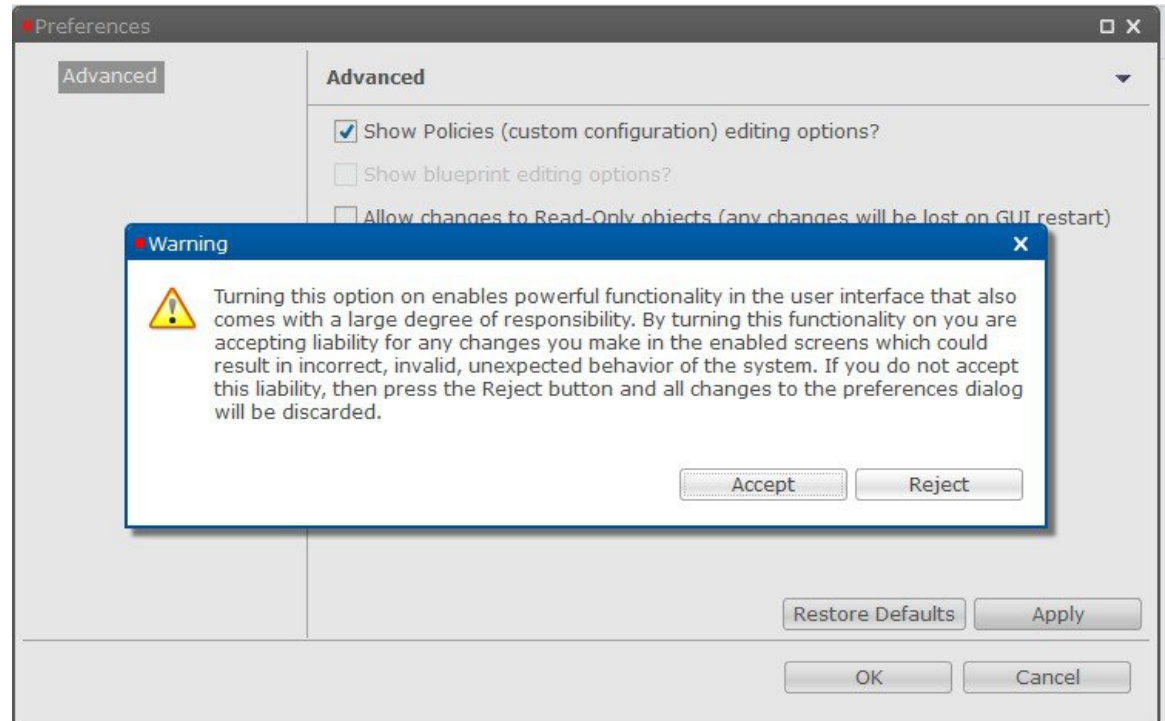 Preferences
Advanced
Advanced
Show Policies (custom configuration) editing options?
Show blueprint editing options?
Allow changes to Read-Only objects (any changes will be lost on GUI restart)
Warning
Turning this option on enables powerful functionality in the user interface that also
comes with a large degree of responsibility. By turning this functionality on you are
accepting liability for any changes you make in the enabled screens which could
result in incorrect, invalid, unexpected behavior of the system. If you do not accept
this liability, then press the Reject button and all changes to the preferences dialog
will be discarded.
Accept Reject
Restore Defaults Apply
OK Cancel